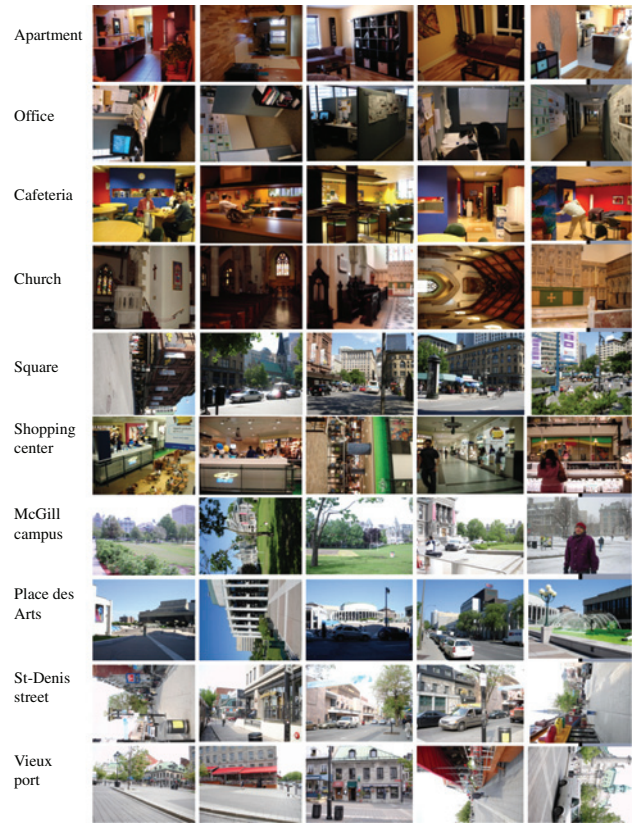 Apartment
Office
Cafeteria
Church
Square
Shopping
center
McGill
campus
Place des
Arts
St-Denis
street
Vieux
port